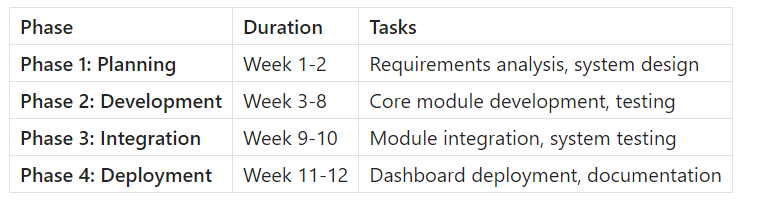 Phase Duration Tasks
Phase 1: Planning Week 1-2 Requirements analysis, system design
Phase 2: Development Week 3-8 Core module development, testing
Phase 3: Integration Week 9-10 Module integration, system testing
Phase 4: Deployment Week 11-12 Dashboard deployment, documentation